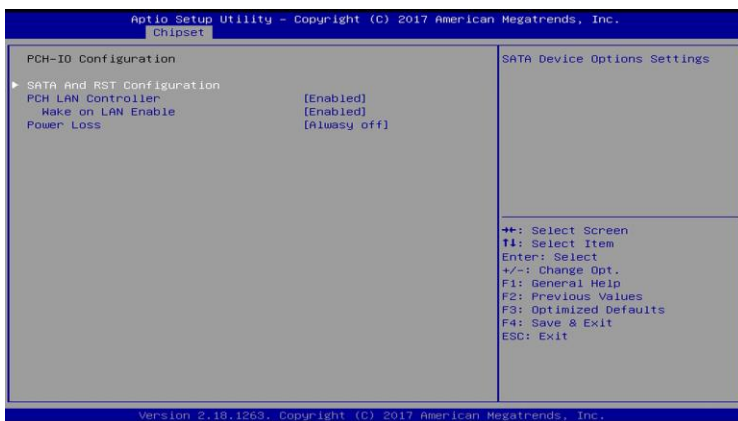 Aptio Setup Utility – Copyright (C) 2017 American Megatrends, Inc.
Chipset
PCH-IO Configuration
SATA And RST Configuration
PCH LAN Controller [Enabled]
Wake on LAN Enable [Enabled]
Power Loss [Alwasy off]
SATA Device Options Settings
→←: Select Screen
↑↓: Select Item
Enter: Select
+/-: Change Opt.
F1: General Help
F2: Previous Values
F3: Optimized Defaults
F4: Save & Exit
ESC: Exit
Version 2.18.1263. Copyright (C) 2017 American Megatrends, Inc.